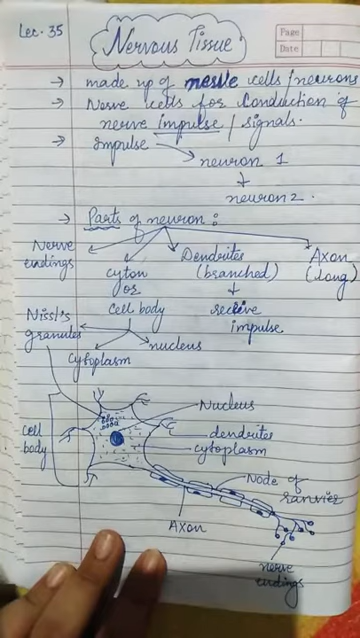 Lec. 35
Nervous Tissue
Page
Date
→ made up of nerve cells/neurons
→ Nerve cells for conduction of
nerve impulse / signals.
→ Impulse → neuron 1
↓
neuron 2.
→ Parts of neuron :
Nerve
endings
cyton
or
cell body
Dendrites
(branched)
↓
receive
impulse
Axon
(long)
Nissl's
granules
cytoplasm
nucleus
cell
body
Nucleus
dendrites
cytoplasm
Node of
ranvier
Axon
nerve
endings